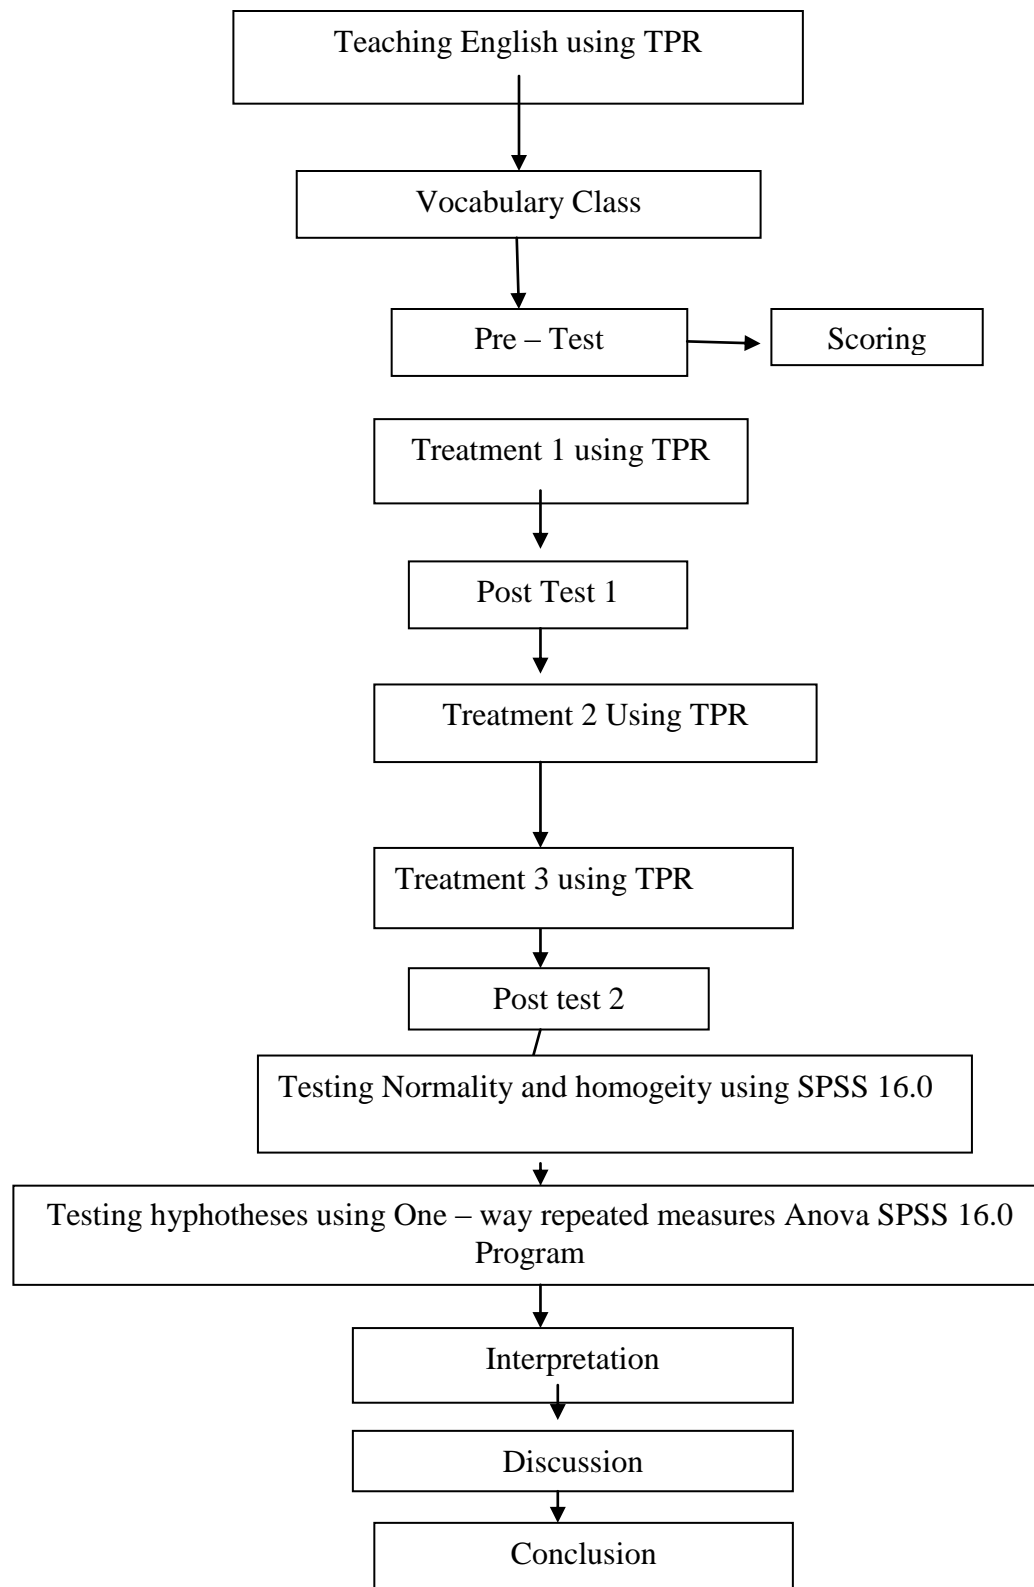 Teaching English using TPR
Vocabulary Class
Pre – Test
Scoring
Treatment 1 using TPR
Post Test 1
Treatment 2 Using TPR
Treatment 3 using TPR
Post test 2
Testing Normality and homogeity using SPSS 16.0
Testing hyphotheses using One – way repeated measures Anova SPSS 16.0
Program
Interpretation
Discussion
Conclusion